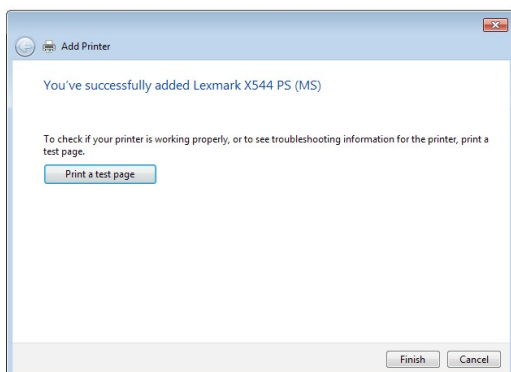 Add Printer
You've successfully added Lexmark X544 PS (MS)
To check if your printer is working properly, or to see troubleshooting information for the printer, print a
test page.
Print a test page
Finish Cancel